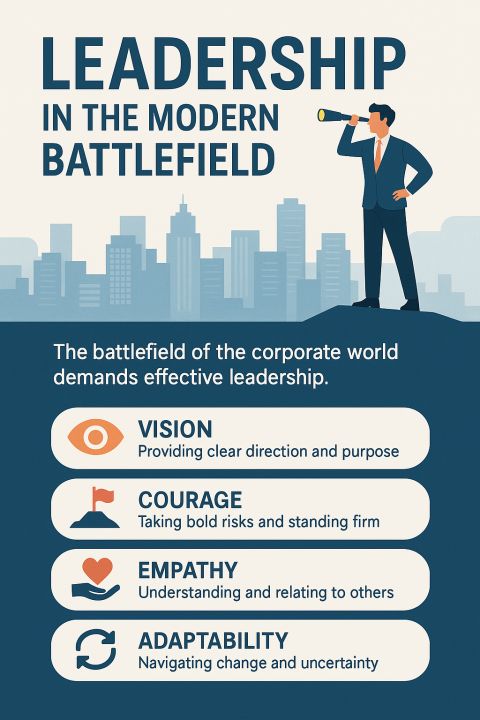 LEADERSHIP
IN THE MODERN
BATTLEFIELD
The battlefield of the corporate world
demands effective leadership.
VISION
Providing clear direction and purpose
COURAGE
Taking bold risks and standing firm
EMPATHY
Understanding and relating to others
ADAPTABILITY
Navigating change and uncertainty